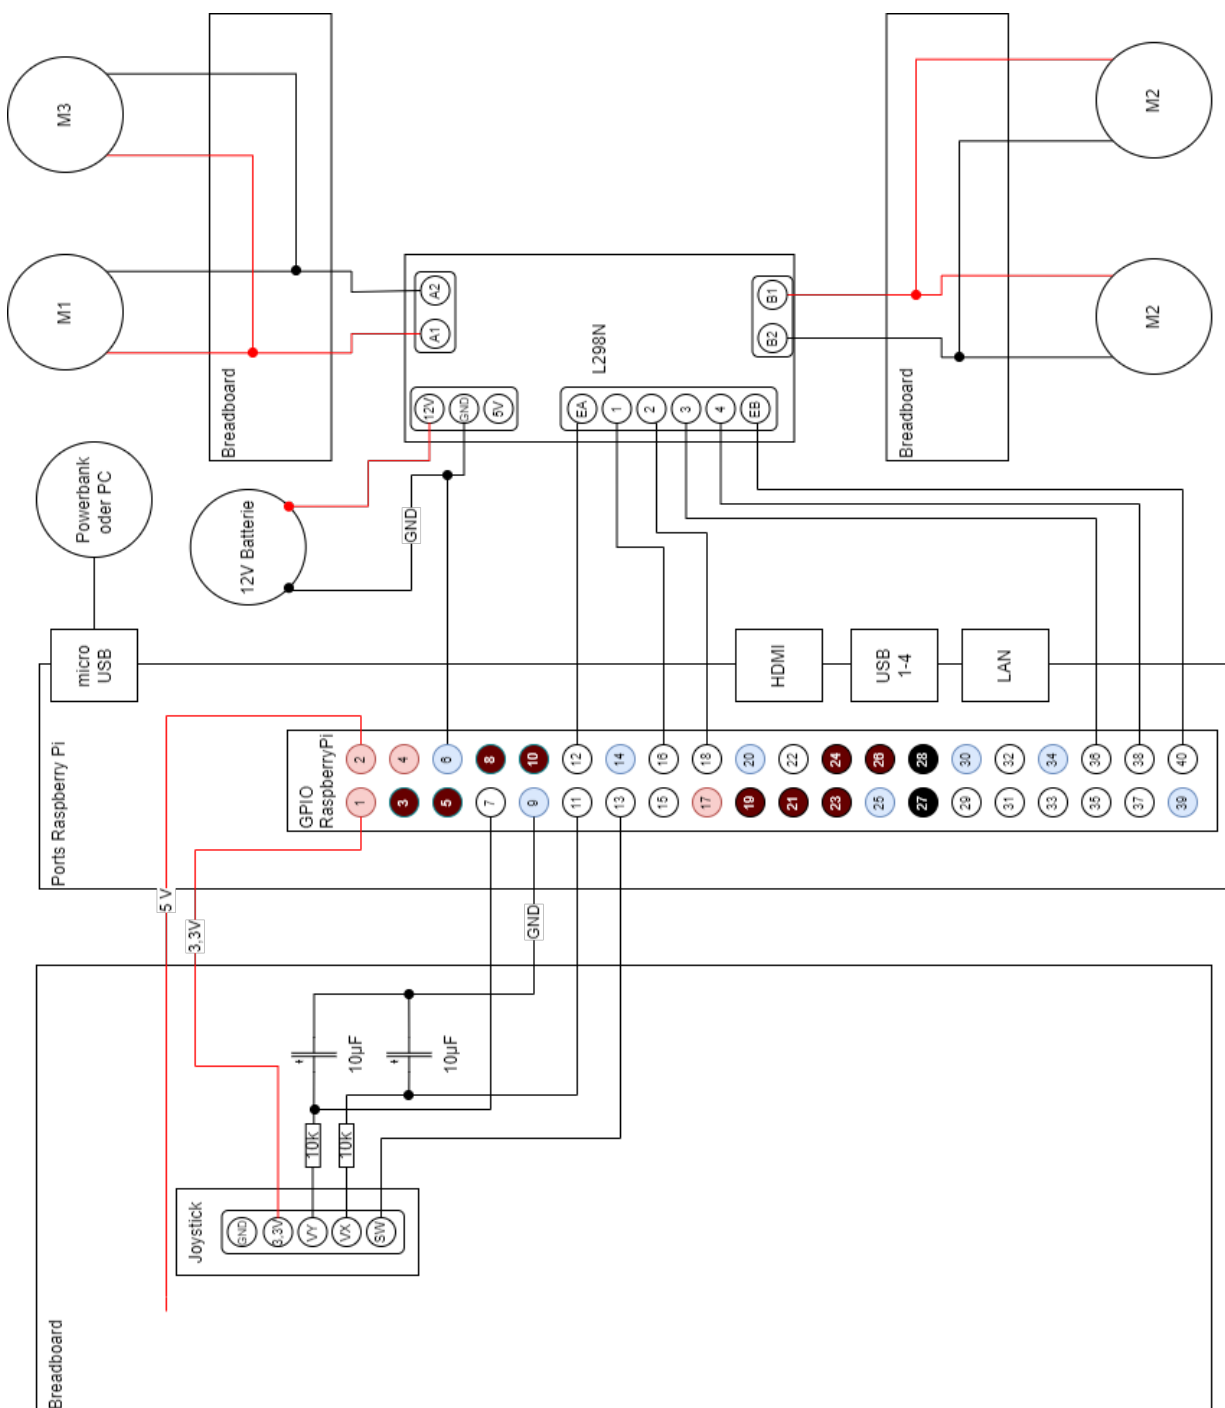 M3
M1
Breadboard
A2
A1
L298N
B1
B2
12V
GND
5V
EA
1
2
3
4
EB
M2
M2
Breadboard
Powerbank
oder PC
12V Batterie
GND
micro
USB
HDMI
USB
1-4
LAN
Ports Raspberry Pi
GPIO
RaspberryPi
2
4
6
8
10
12
14
16
18
20
22
24
26
28
30
32
34
36
38
40
1
3
5
7
9
11
13
15
17
19
21
23
25
27
29
31
33
35
37
39
5 V
3,3V
GND
10µF
10µF
10K
10K
Joystick
GND
3,3V
VY
VX
SW
Breadboard